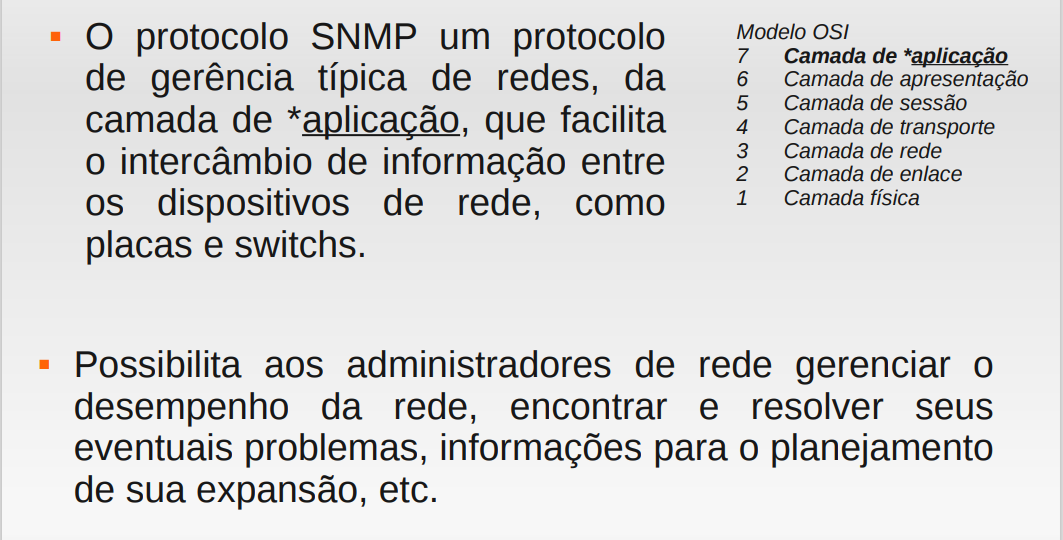 O protocolo SNMP um protocolo
de gerência típica de redes, da
camada de *aplicação, que facilita
o intercâmbio de informação entre
os dispositivos de rede, como
placas e switchs.
Modelo OSI
7 Camada de *aplicação
6 Camada de apresentação
5 Camada de sessão
4 Camada de transporte
3 Camada de rede
2 Camada de enlace
1 Camada física
Possibilita aos administradores de rede gerenciar o
desempenho da rede, encontrar e resolver seus
eventuais problemas, informações para o planejamento
de sua expansão, etc.